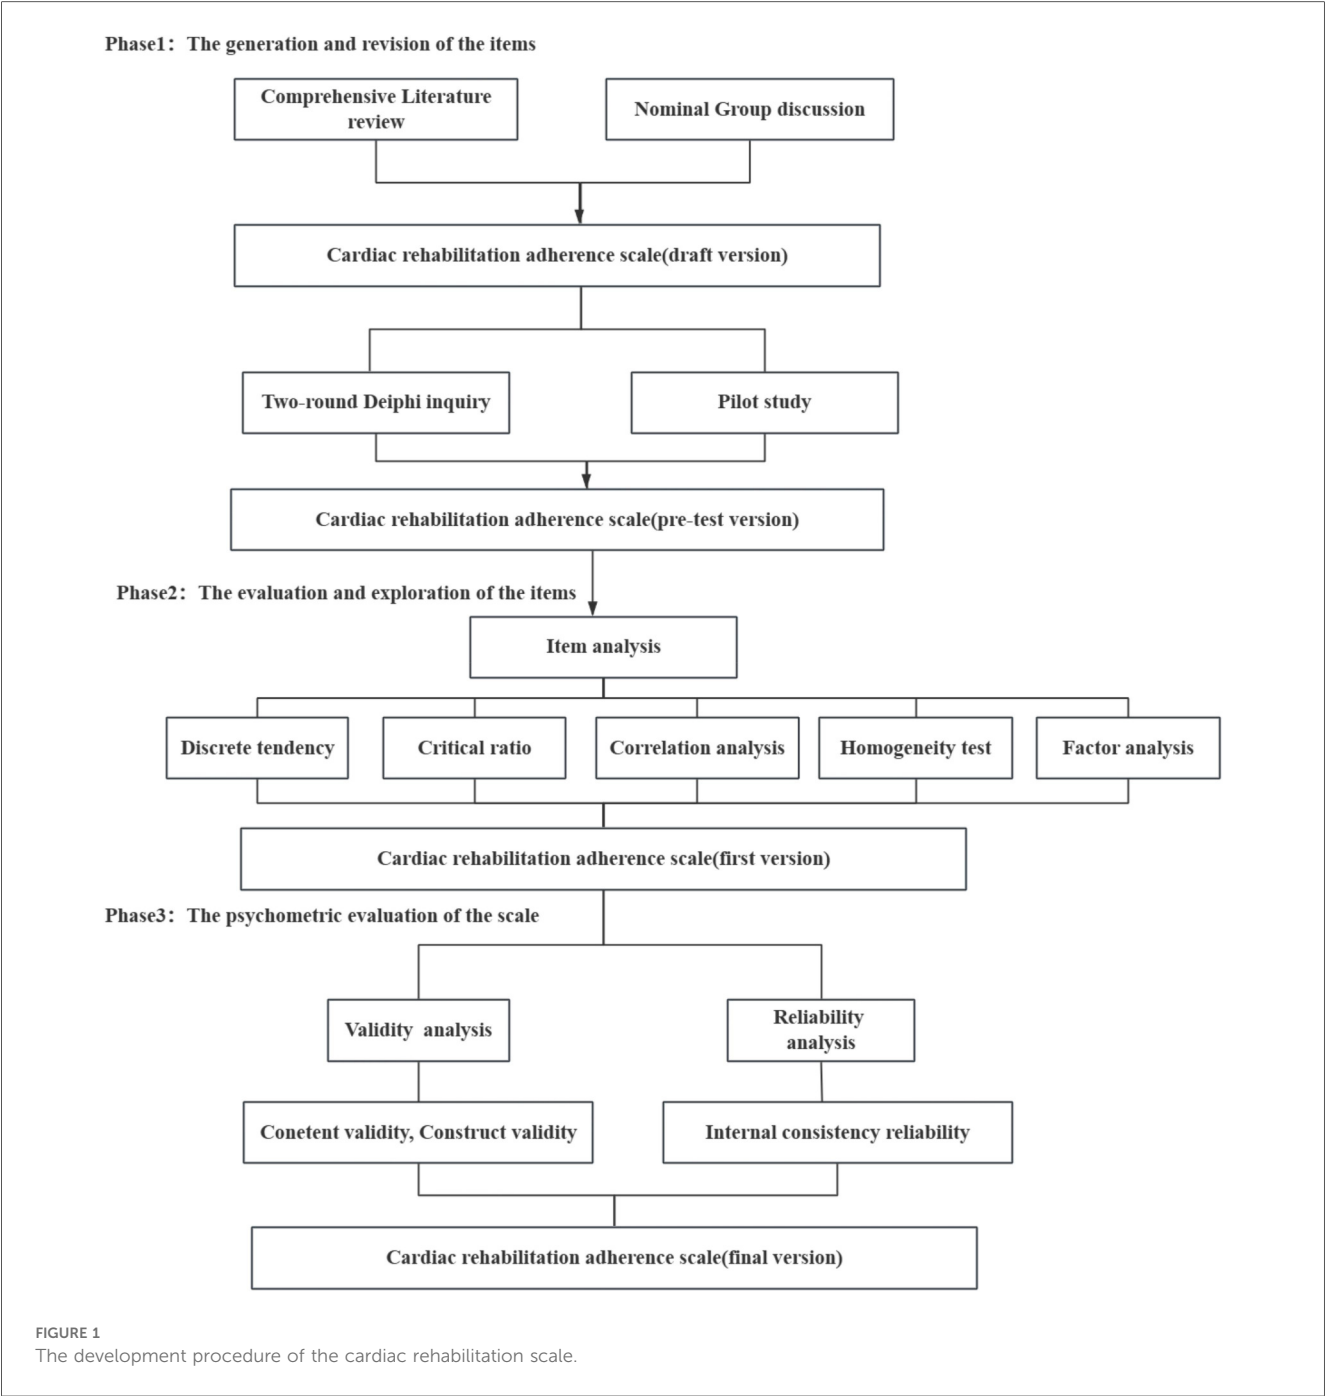 Phase1：The generation and revision of the items
Comprehensive Literature
review
Nominal Group discussion
Cardiac rehabilitation adherence scale(draft version)
Two-round Deiphi inquiry
Pilot study
Cardiac rehabilitation adherence scale(pre-test version)
Phase2：The evaluation and exploration of the items
Item analysis
Discrete tendency
Critical ratio
Correlation analysis
Homogeneity test
Factor analysis
Cardiac rehabilitation adherence scale(first version)
Phase3：The psychometric evaluation of the scale
Validity analysis
Reliability
analysis
Conetent validity, Construct validity
Internal consistency reliability
Cardiac rehabilitation adherence scale(final version)
FIGURE 1
The development procedure of the cardiac rehabilitation scale.